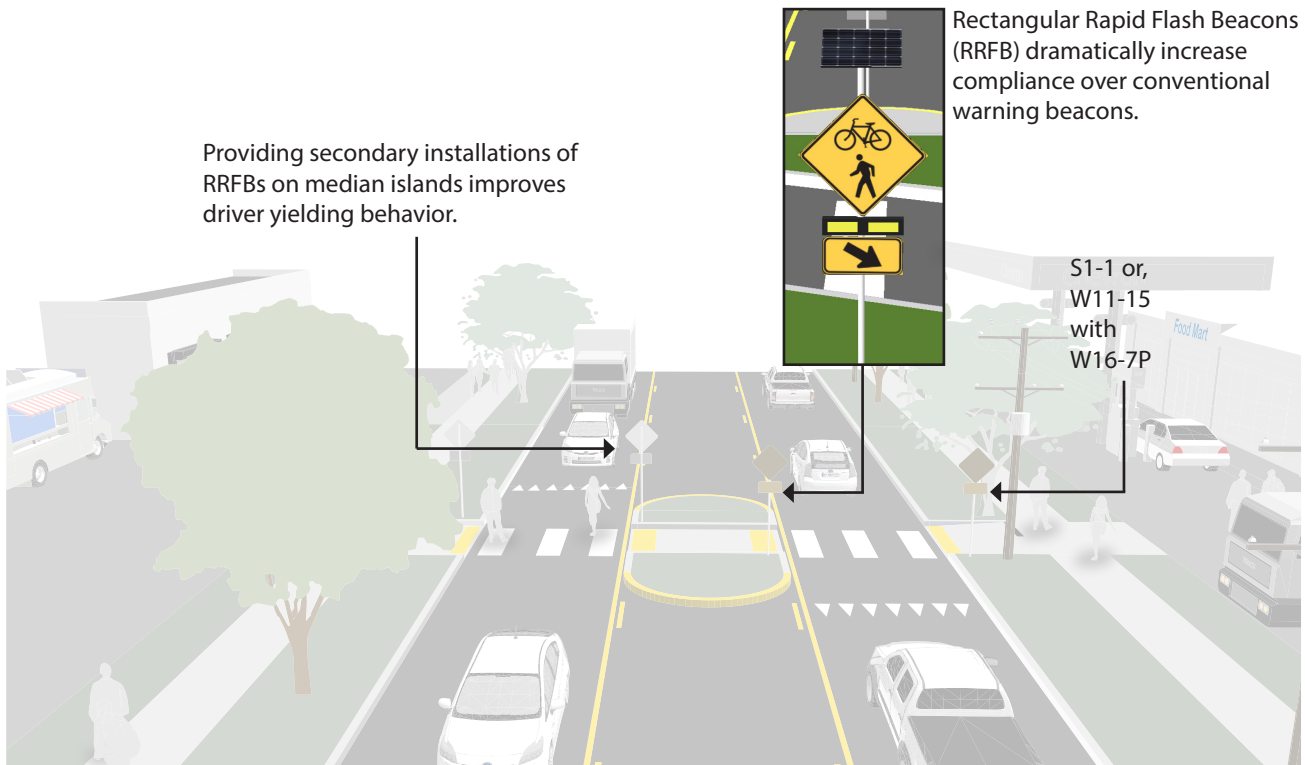 Rectangular Rapid Flash Beacons
(RRFB) dramatically increase
compliance over conventional
warning beacons.
Providing secondary installations of
RRFBs on median islands improves
driver yielding behavior.
S1-1 or,
W11-15
with
W16-7P
Food Mart